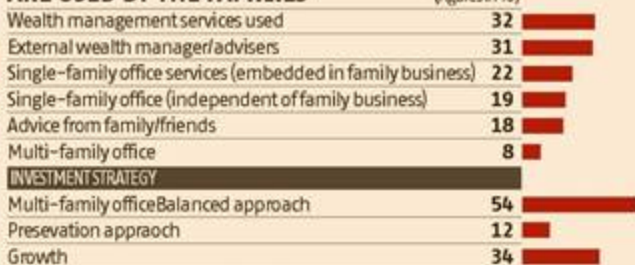 Wealth management services used 32
External wealth manager/advisers 31
Single-family office services (embedded in family business) 22
Single-family office (independent of family business) 19
Advice from family/friends 18
Multi-family office 8
INVESTMENT STRATEGY
Multi-family officeBalanced approach 54
Presevation appraoch 12
Growth 34